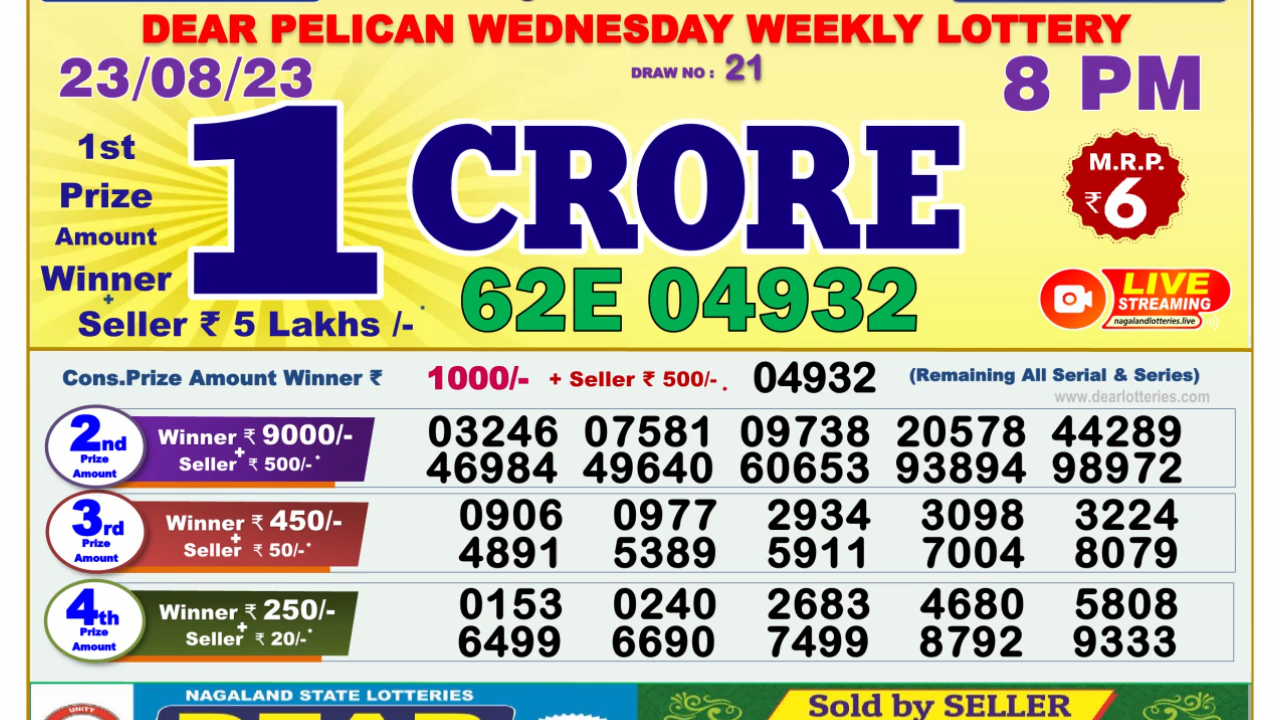 DEAR PELICAN WEDNESDAY WEEKLY LOTTERY
23/08/23 DRAW NO : 21 8 PM
1st
Prize
Amount
Winner
+
Seller ₹ 5 Lakhs /-*
1 CRORE
62E 04932
M.R.P.
₹6
LIVE
STREAMING
nagalandlotteries.live
Cons.Prize Amount Winner ₹ 1000/- + Seller ₹ 500/-. 04932 (Remaining All Serial & Series)
www.dearlotteries.com
2nd
Prize
Amount
Winner ₹ 9000/-
+
Seller ₹ 500/-*
03246 07581 09738 20578 44289
46984 49640 60653 93894 98972
3rd
Prize
Amount
Winner ₹ 450/-
+
Seller ₹ 50/-*
0906 0977 2934 3098 3224
4891 5389 5911 7004 8079
4th
Prize
Amount
Winner ₹ 250/-
+
Seller ₹ 20/-*
0153 0240 2683 4680 5808
6499 6690 7499 8792 9333
UNITY
NAGALAND STATE LOTTERIES
DEAR
Sold by SELLER